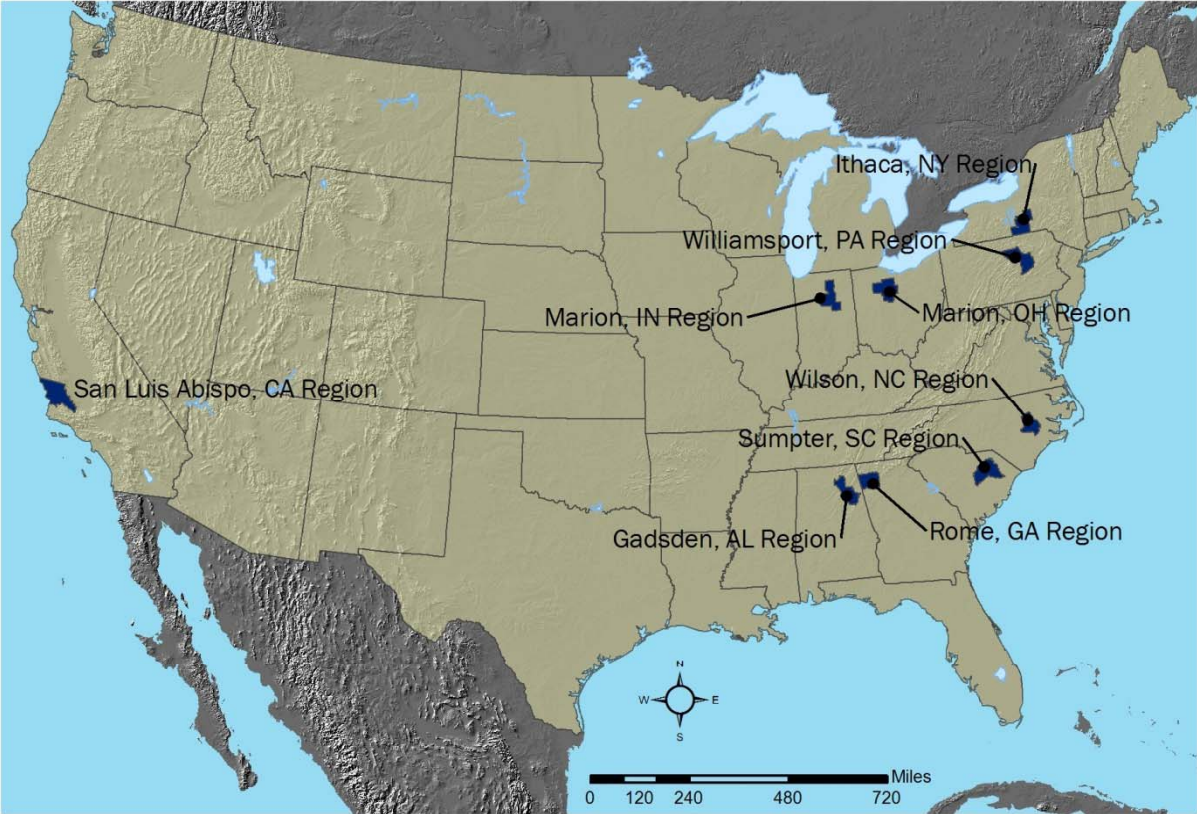 Ithaca, NY Region
Williamsport, PA Region
Marion, IN Region
Marion, OH Region
San Luis Abispo, CA Region
Wilson, NC Region
Sumpter, SC Region
Gadsden, AL Region
Rome, GA Region
N
W E
S
Miles
0 120 240 480 720